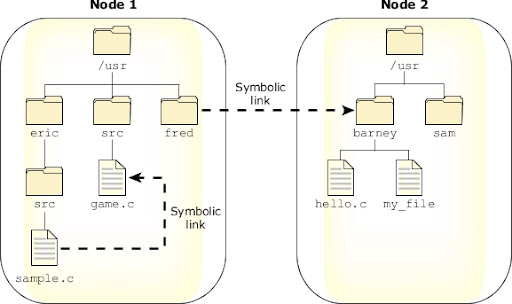 Node 1
Node 2
/usr
/usr
Symbolic
link
eric
src
fred
barney
sam
src
game.c
hello.c
my_file
Symbolic
link
sample.c